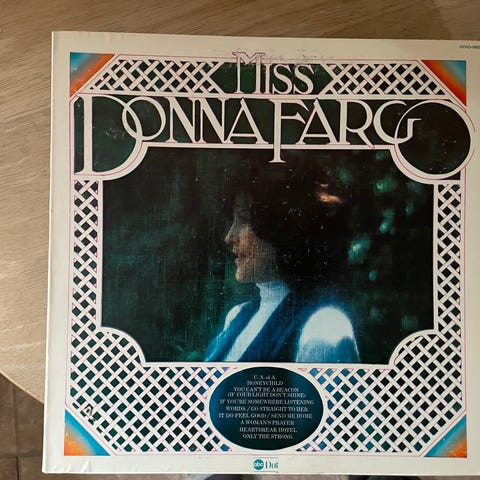 MISS
DONNA FARGO
U. S. of A.
HONEYCHILD
YOU CAN'T BE A BEACON
(IF YOUR LIGHT DON'T SHINE)
IF YOU'RE SOMEWHERE LISTENING
WORDS / GO STRAIGHT TO HER
IT DO FEEL GOOD / SEND ME HOME
A WOMAN'S PRAYER
HEARTBREAK HOTEL
ONLY THE STRONG
abc Dot